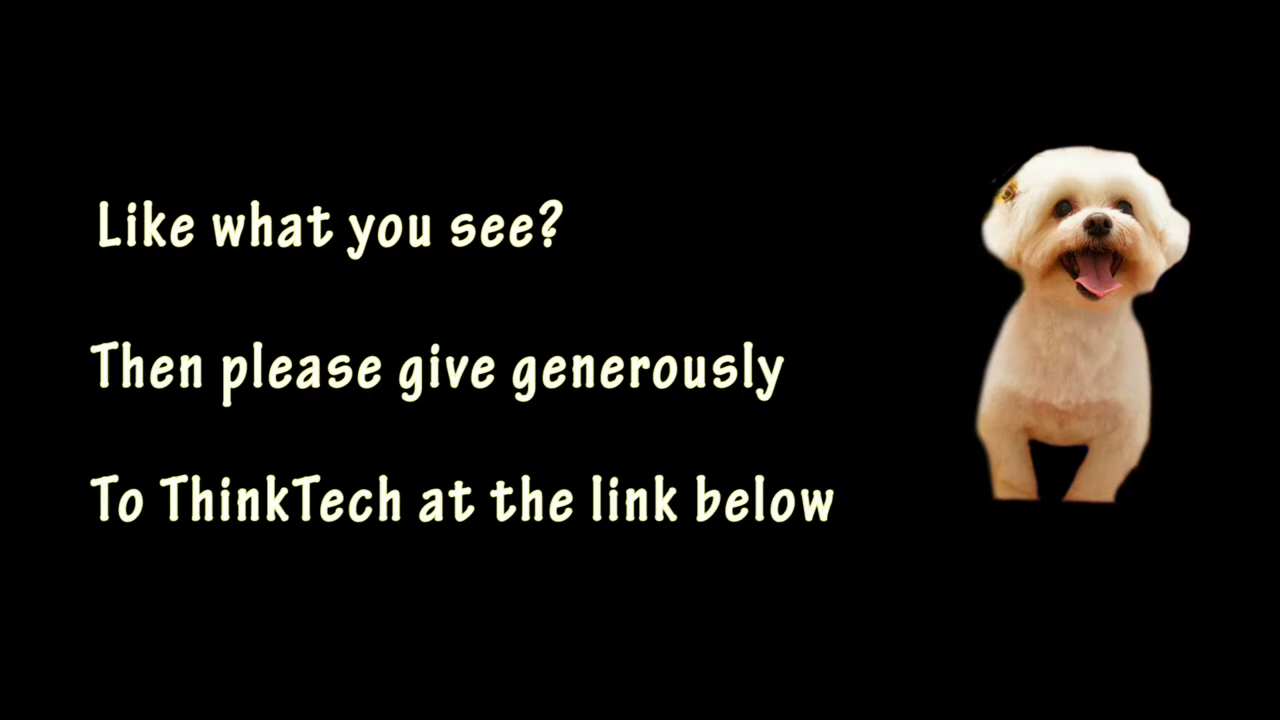 Like what you see?
Then please give generously
To ThinkTech at the link below